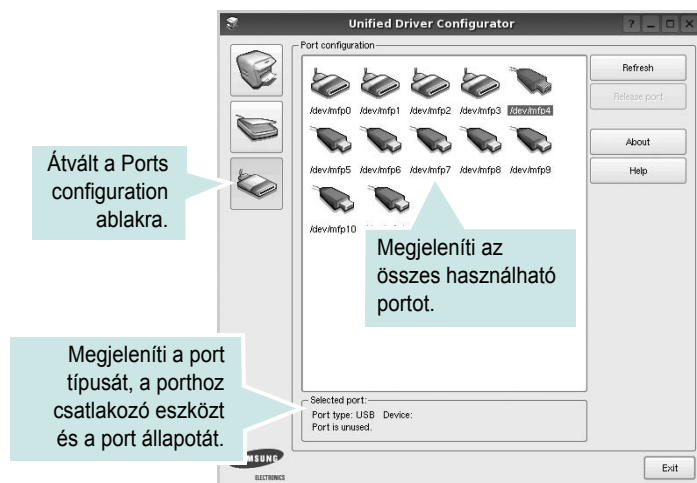 Unified Driver Configurator
Port configuration
/dev/mfp0 /dev/mfp1 /dev/mfp2 /dev/mfp3 /dev/mfp4
/dev/mfp5 /dev/mfp6 /dev/mfp7 /dev/mfp8 /dev/mfp9
/dev/mfp10
Refresh
Release port
About
Help
Átvált a Ports
configuration
ablakra.
Megjeleníti az
összes használható
portot.
Megjeleníti a port
típusát, a porthoz
csatlakozó eszközt
és a port állapotát.
Selected port:
Port type: USB Device:
Port is unused.
MSUNG
ELECTRONICS
Exit